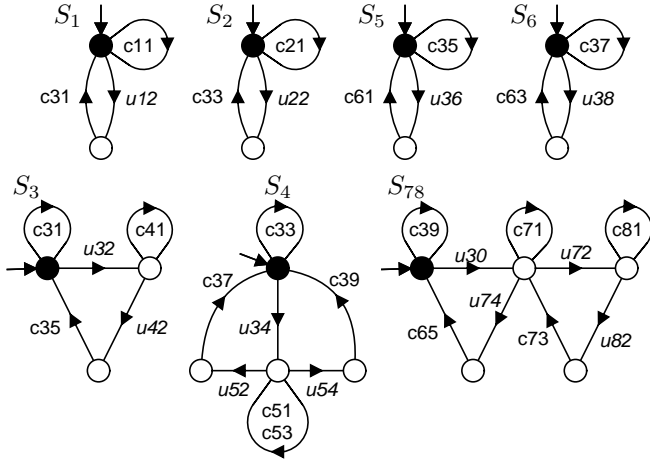 S1 S2 S5 S6
c11 c21 c35 c37
c31 u12 c33 u22 c61 u36 c63 u38
S3 S4 S78
c31 c41 c33 c39 c71 c81
u32 u30 u72
c37 c39
c35 u42 u34 c65 u74 c73 u82
u52 u54
c51
c53